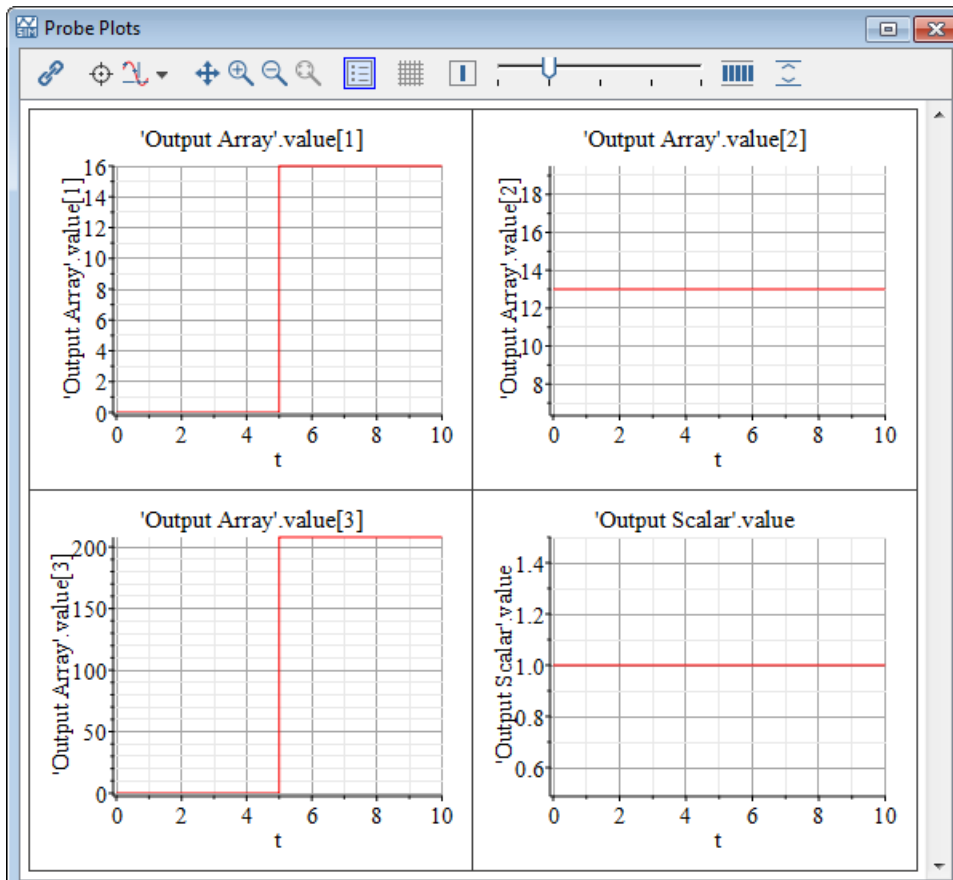 Probe Plots
SIM
'Output Array'.value[1]
'Output Array'.value[1]
16
14
12
10
8
6
4
2
0
0 2 4 6 8 10
t
'Output Array'.value[2]
'Output Array'.value[2]
18
16
14
12
10
8
0 2 4 6 8 10
t
'Output Array'.value[3]
'Output Array'.value[3]
200
150
100
50
0
0 2 4 6 8 10
t
'Output Scalar'.value
'Output Scalar'.value
1.4
1.2
1.0
0.8
0.6
0 2 4 6 8 10
t